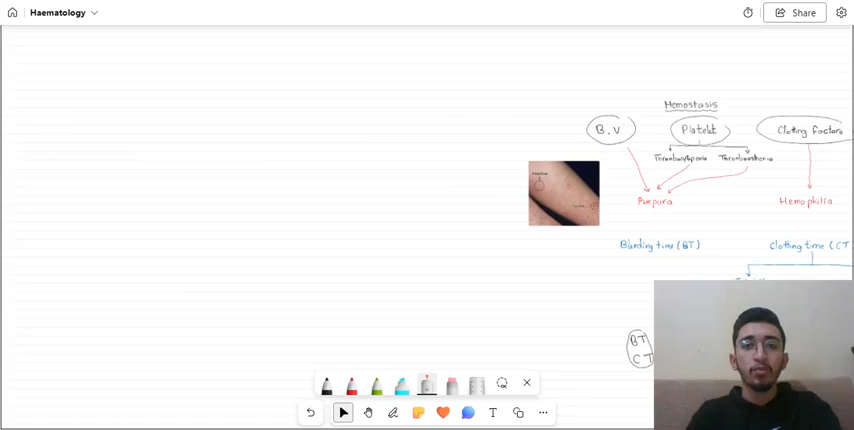 Haematology
Share
Hemostasis
B.V
Platelet
Clotting factors
Thrombocytopenia
Thrombasthenia
Purpura
Hemophilia
Bleeding time (BT)
Clotting time (CT)
BT
CT